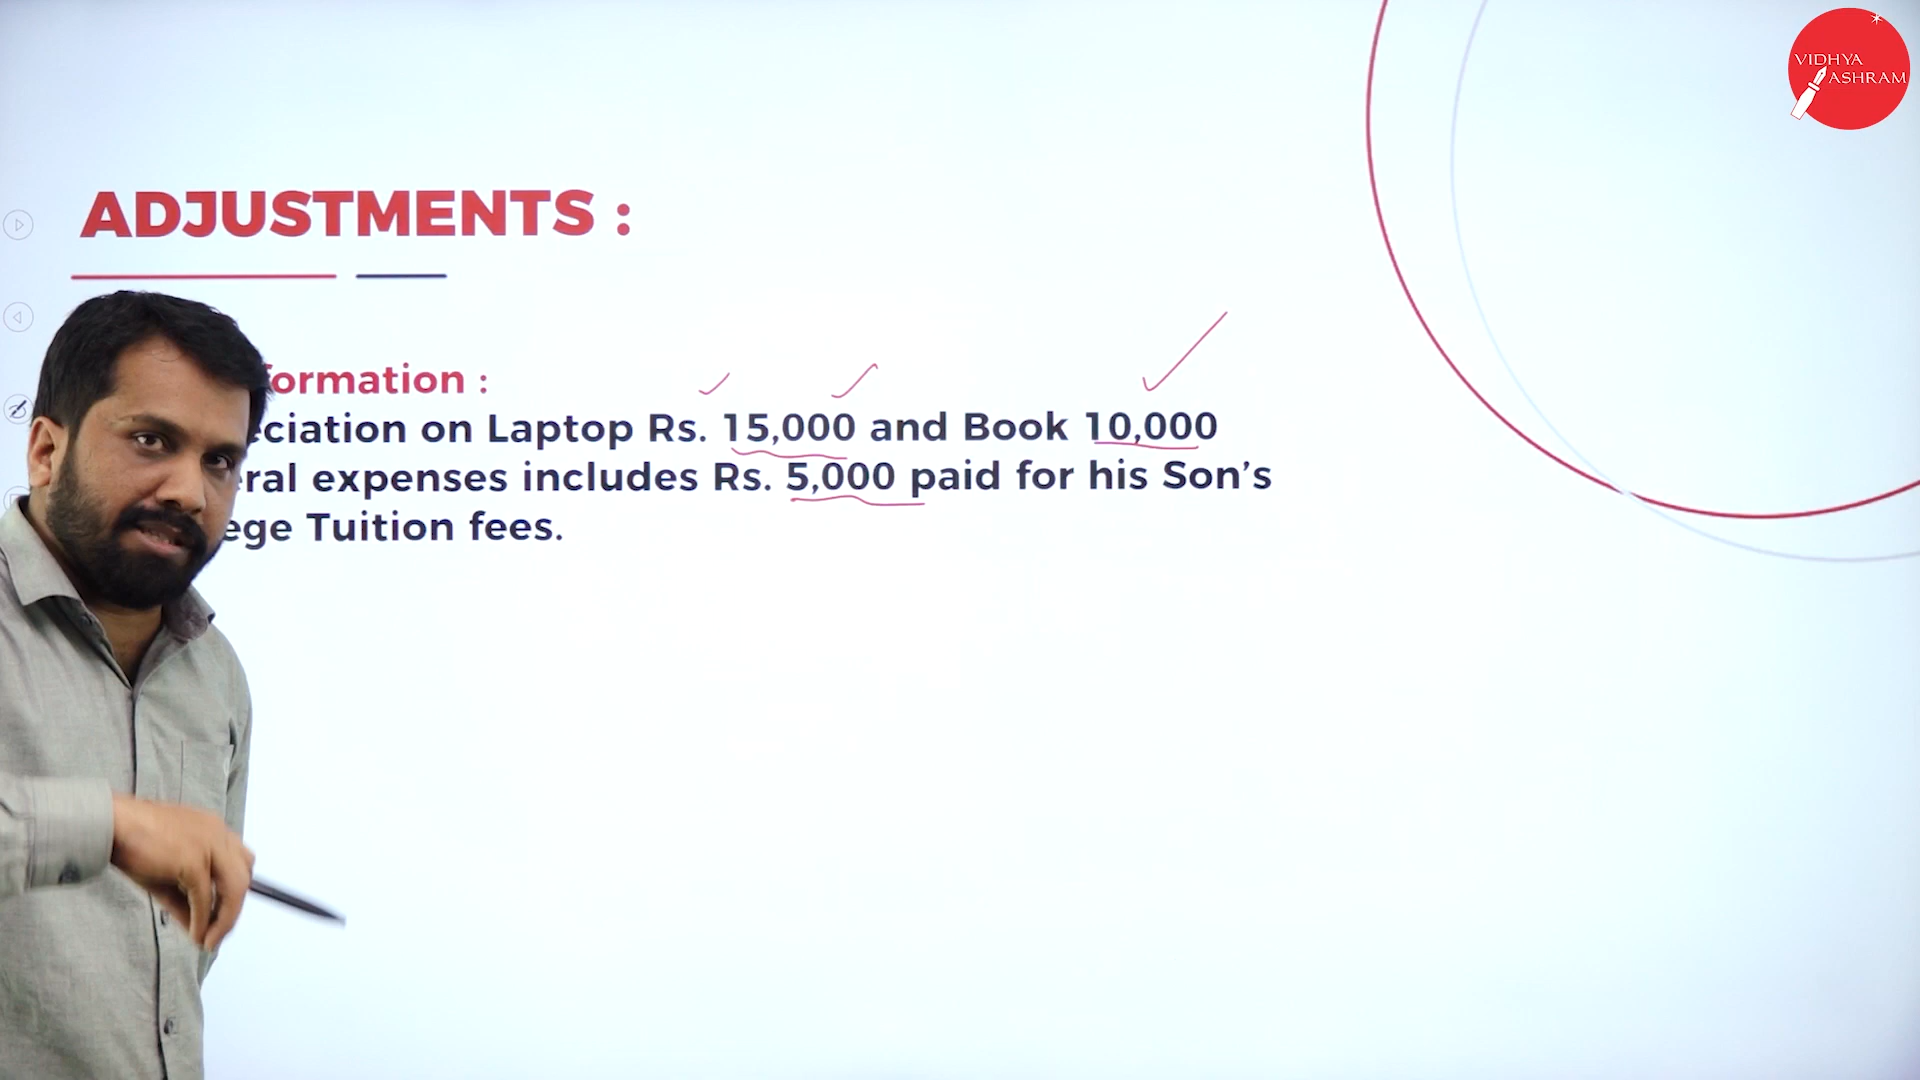 VIDHYA
ASHRAM
ADJUSTMENTS :
formation :
eciation on Laptop Rs. 15,000 and Book 10,000
eral expenses includes Rs. 5,000 paid for his Son’s
ege Tuition fees.